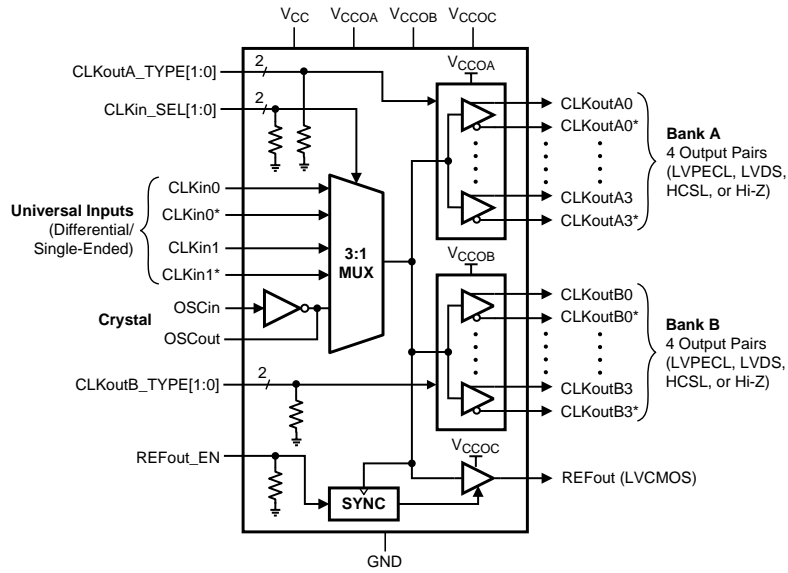 VCC VCCOA VCCOB VCCOC
CLKoutA_TYPE[1:0] 2
CLKin_SEL[1:0] 2
VCCOA
CLKoutA0
CLKoutA0*
CLKoutA3
CLKoutA3*
Bank A
4 Output Pairs
(LVPECL, LVDS,
HCSL, or Hi-Z)
Universal Inputs
(Differential/
Single-Ended)
CLKin0
CLKin0*
CLKin1
CLKin1*
3:1
MUX
Crystal
OSCin
OSCout
VCCOB
CLKoutB0
CLKoutB0*
CLKoutB3
CLKoutB3*
Bank B
4 Output Pairs
(LVPECL, LVDS,
HCSL, or Hi-Z)
CLKoutB_TYPE[1:0] 2
REFout_EN
SYNC
VCCOC
REFout (LVCMOS)
GND